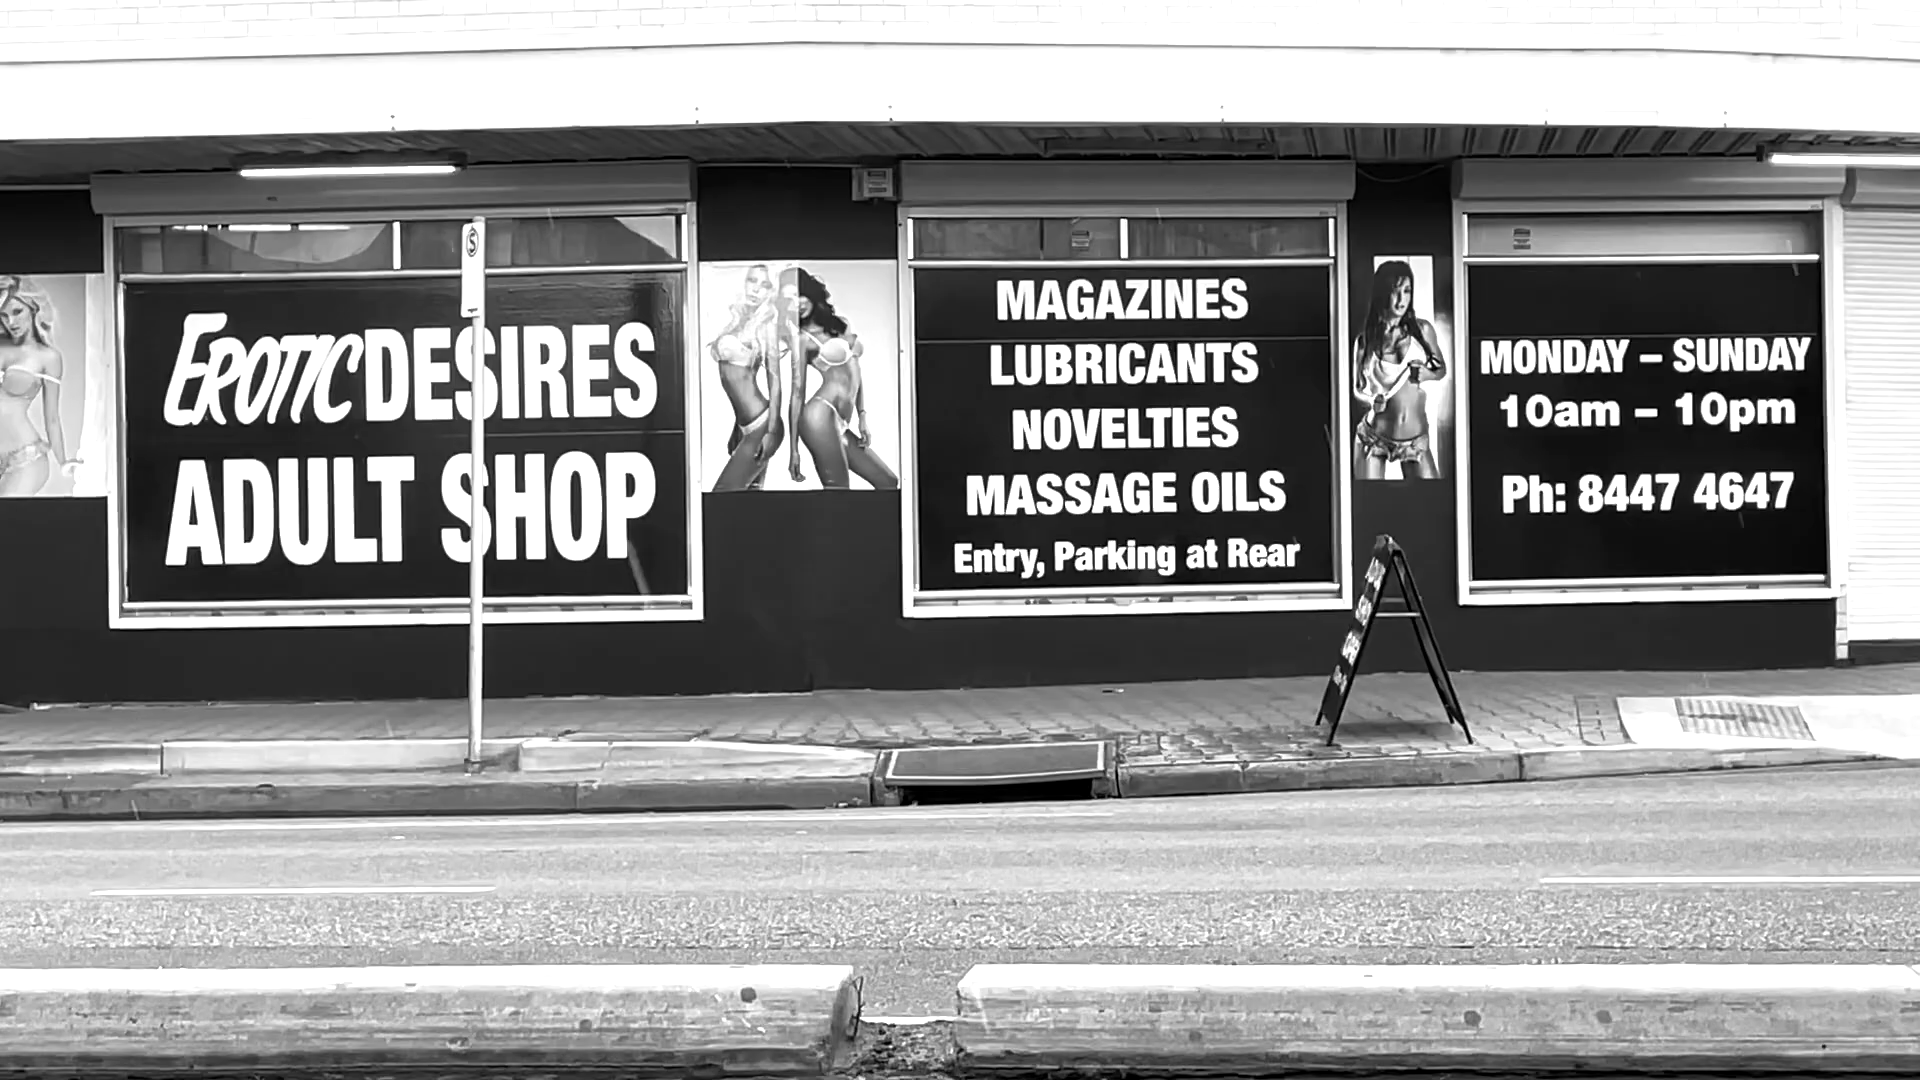 EROTIC DESIRES
ADULT SHOP
MAGAZINES
LUBRICANTS
NOVELTIES
MASSAGE OILS
Entry, Parking at Rear
MONDAY – SUNDAY
10am – 10pm
Ph: 8447 4647
S